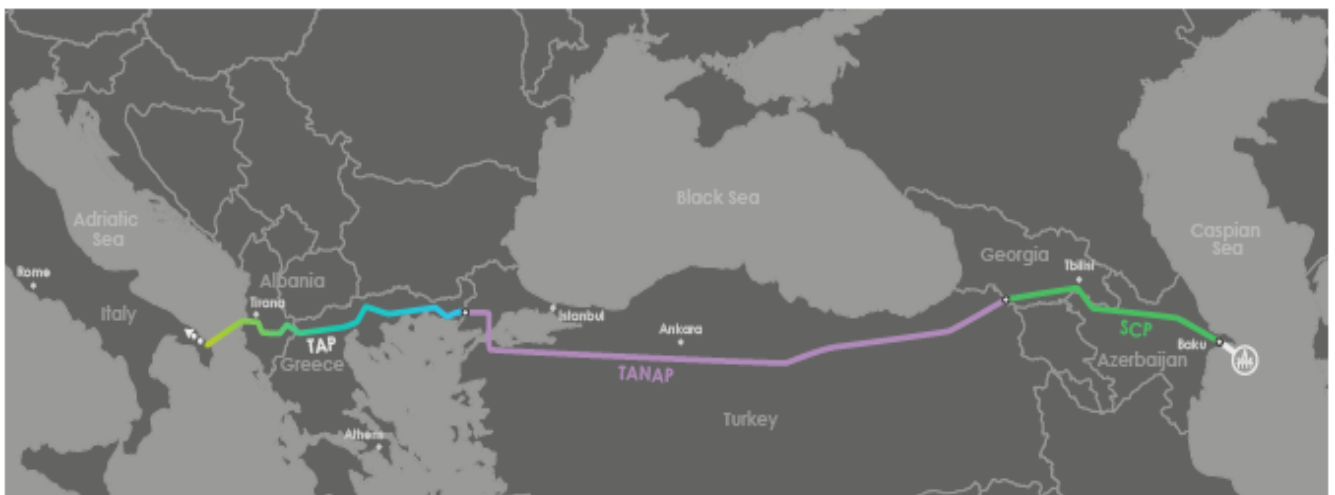 Black Sea
Adriatic
Sea
Caspian
Sea
Georgia
Tbilisi
Rome
Albania
Tirana
Italy
Istanbul
Ankara
TAP
SCP
Baku
Azerbaijan
Greece
TANAP
Turkey
Athens